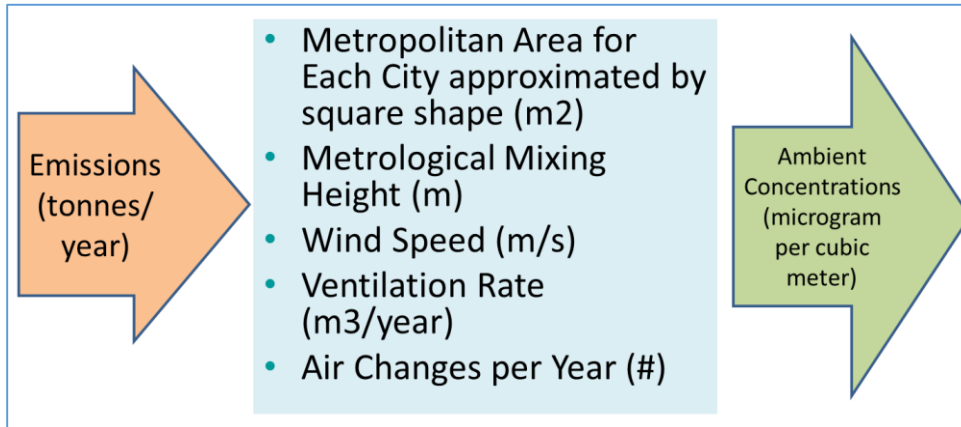 Emissions
(tonnes/
year)
• Metropolitan Area for
Each City approximated by
square shape (m2)
• Metrological Mixing
Height (m)
• Wind Speed (m/s)
• Ventilation Rate
(m3/year)
• Air Changes per Year (#)
Ambient
Concentrations
(microgram
per cubic
meter)